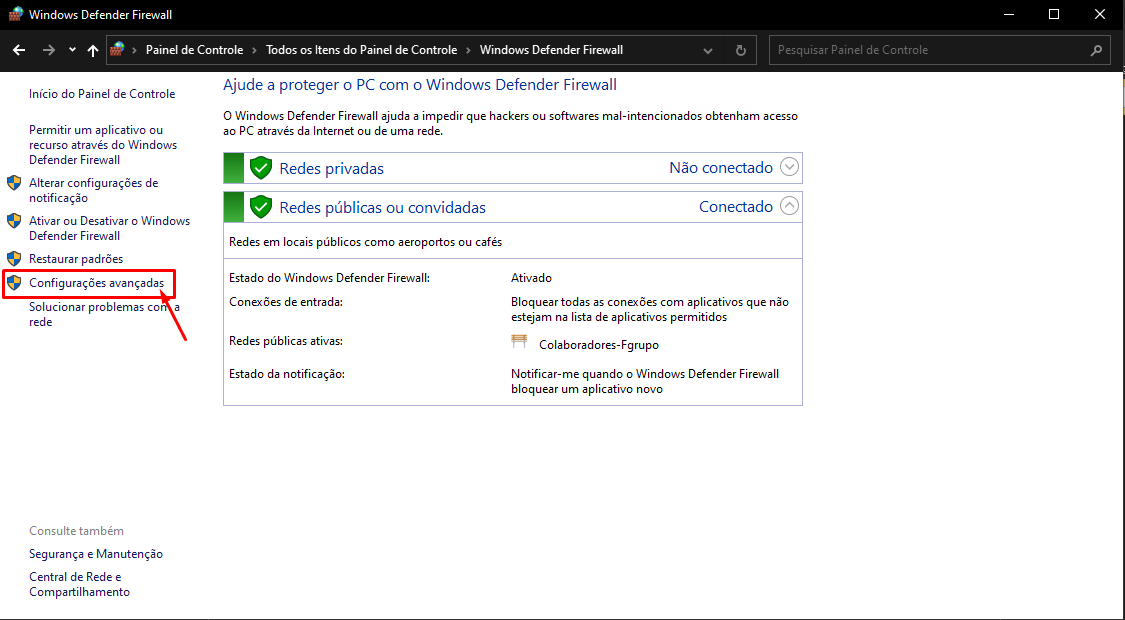 Windows Defender Firewall
Painel de Controle
Todos os Itens do Painel de Controle
Windows Defender Firewall
Pesquisar Painel de Controle
Início do Painel de Controle
Permitir um aplicativo ou
recurso através do Windows
Defender Firewall
Alterar configurações de
notificação
Ativar ou Desativar o Windows
Defender Firewall
Restaurar padrões
Configurações avançadas
Solucionar problemas com a
rede
Ajude a proteger o PC com o Windows Defender Firewall
O Windows Defender Firewall ajuda a impedir que hackers ou softwares mal-intencionados obtenham acesso
ao PC através da Internet ou de uma rede.
Redes privadas
Não conectado
Redes públicas ou convidadas
Conectado
Redes em locais públicos como aeroportos ou cafés
Estado do Windows Defender Firewall:
Ativado
Conexões de entrada:
Bloquear todas as conexões com aplicativos que não
estejam na lista de aplicativos permitidos
Redes públicas ativas:
Colaboradores-Fgrupo
Estado da notificação:
Notificar-me quando o Windows Defender Firewall
bloquear um aplicativo novo
Consulte também
Segurança e Manutenção
Central de Rede e
Compartilhamento